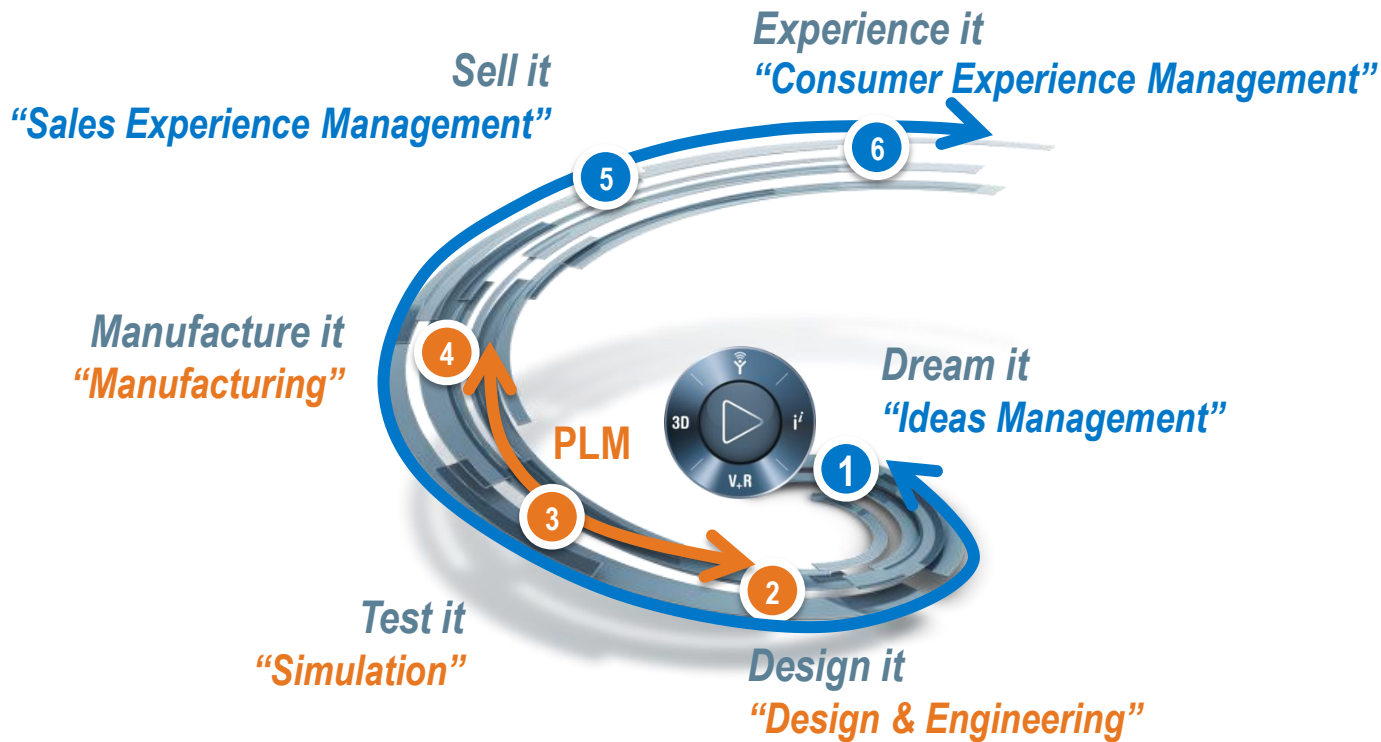 Experience it
“Consumer Experience Management”
Sell it
“Sales Experience Management”
6
5
Manufacture it
“Manufacturing”
4
Dream it
“Ideas Management”
3D
iⁱ
V+R
PLM
1
3
2
Test it
“Simulation”
Design it
“Design & Engineering”